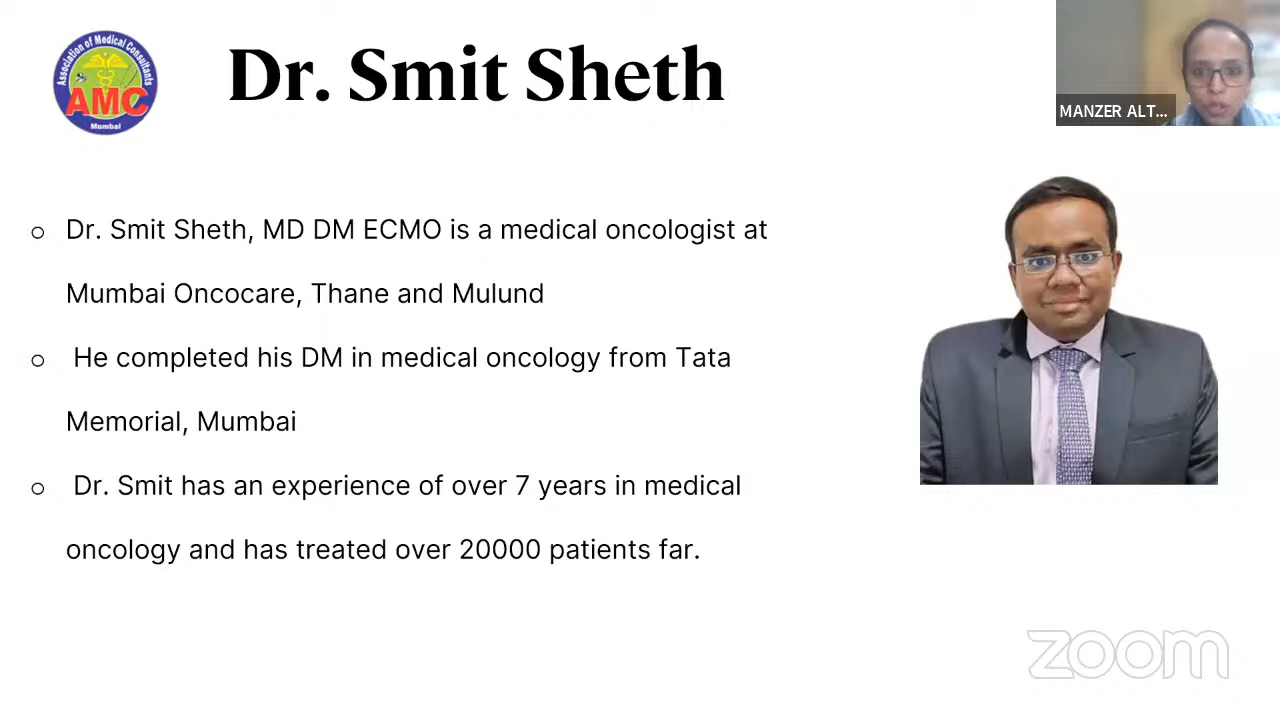 Association of Medical Consultants
AMC
Mumbai
Dr. Smit Sheth
MANZER ALT...
○ Dr. Smit Sheth, MD DM ECMO is a medical oncologist at
Mumbai Oncocare, Thane and Mulund
○ He completed his DM in medical oncology from Tata
Memorial, Mumbai
○ Dr. Smit has an experience of over 7 years in medical
oncology and has treated over 20000 patients far.
zoom